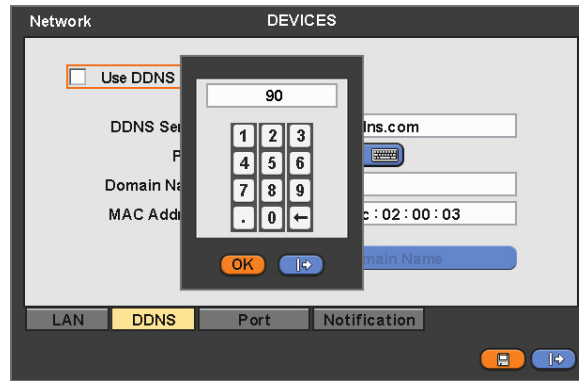 Network DEVICES
Use DDNS
90
DDNS Ser lns.com
1 2 3
P
4 5 6
Domain Na
7 8 9
MAC Addr c : 02 : 00 : 03
. 0 ←
OK
main Name
LAN DDNS Port Notification